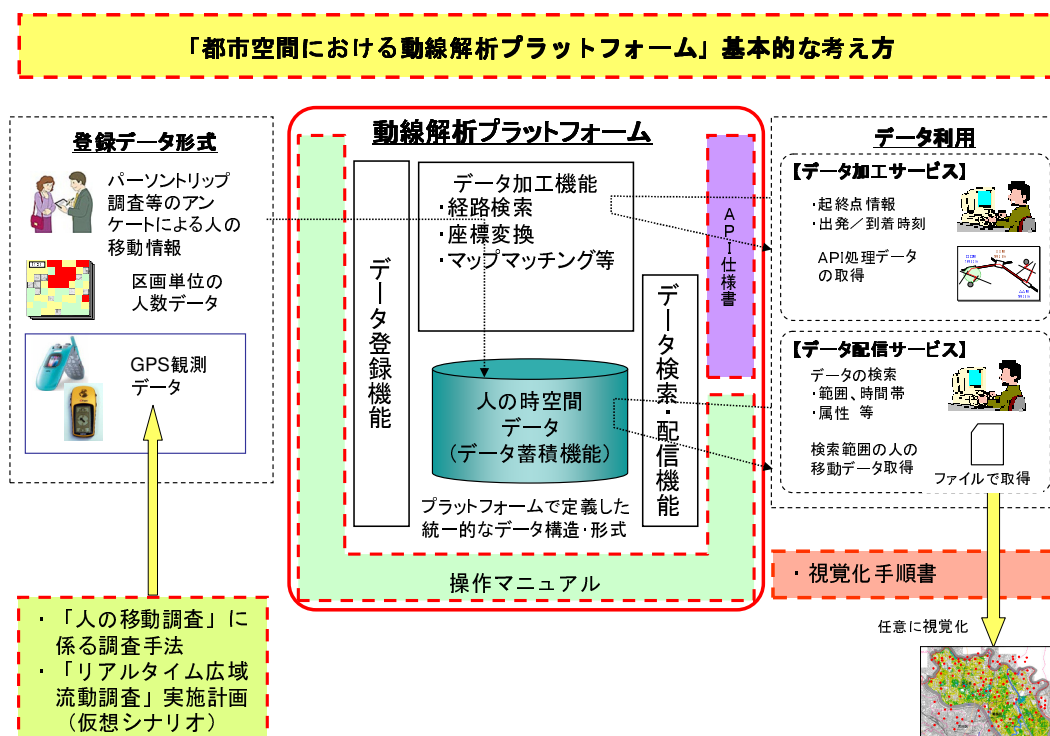 「都市空間における動線解析プラットフォーム」基本的な考え方
登録データ形式
パーソントリップ
調査等のアン
ケートによる人の
移動情報
区画単位の
人数データ
GPS観測
データ
・「人の移動調査」に
係る調査手法
・「リアルタイム広域
流動調査」実施計画
（仮想シナリオ）
動線解析プラットフォーム
データ登録機能
データ加工機能
・経路検索
・座標変換
・マップマッチング等
人の時空間
データ
（データ蓄積機能）
プラットフォームで定義した
統一的なデータ構造・形式
データ検索・配信機能
API仕様書
操作マニュアル
データ利用
【データ加工サービス】
・起終点情報
・出発／到着時刻
API処理データ
の取得
【データ配信サービス】
データの検索
・範囲、時間帯
・属性 等
検索範囲の人の
移動データ取得
ファイルで取得
・視覚化手順書
任意に視覚化